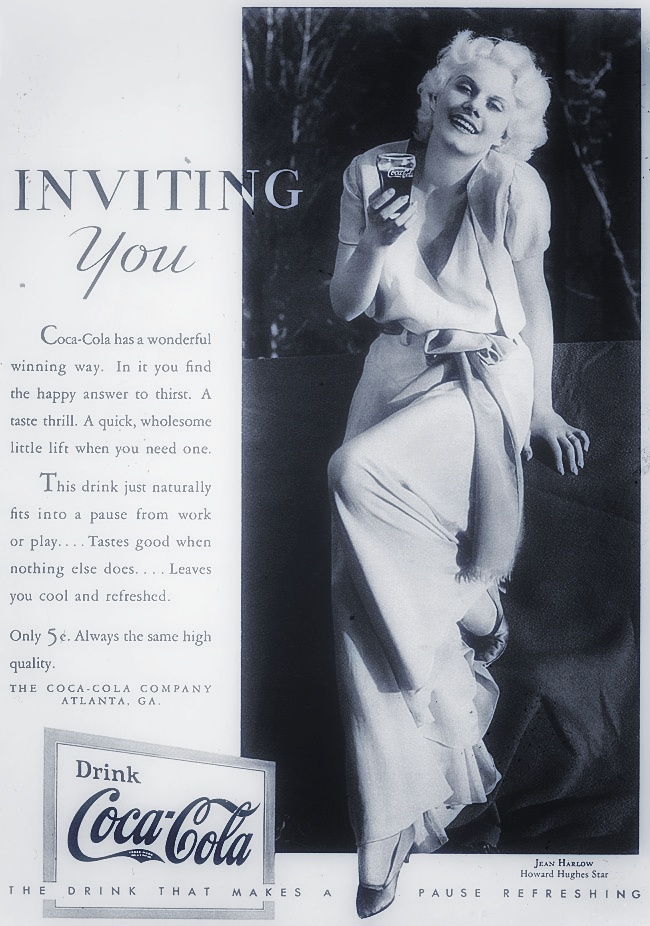 INVITING
You
Coca-Cola has a wonderful
winning way. In it you find
the happy answer to thirst. A
taste thrill. A quick, wholesome
little lift when you need one.
This drink just naturally
fits into a pause from work
or play.... Tastes good when
nothing else does.... Leaves
you cool and refreshed.
Only 5¢. Always the same high
quality.
THE COCA-COLA COMPANY
ATLANTA, GA.
Drink
Coca-Cola
Coca-Cola
JEAN HARLOW
Howard Hughes Star
THE DRINK THAT MAKES A PAUSE REFRESHING